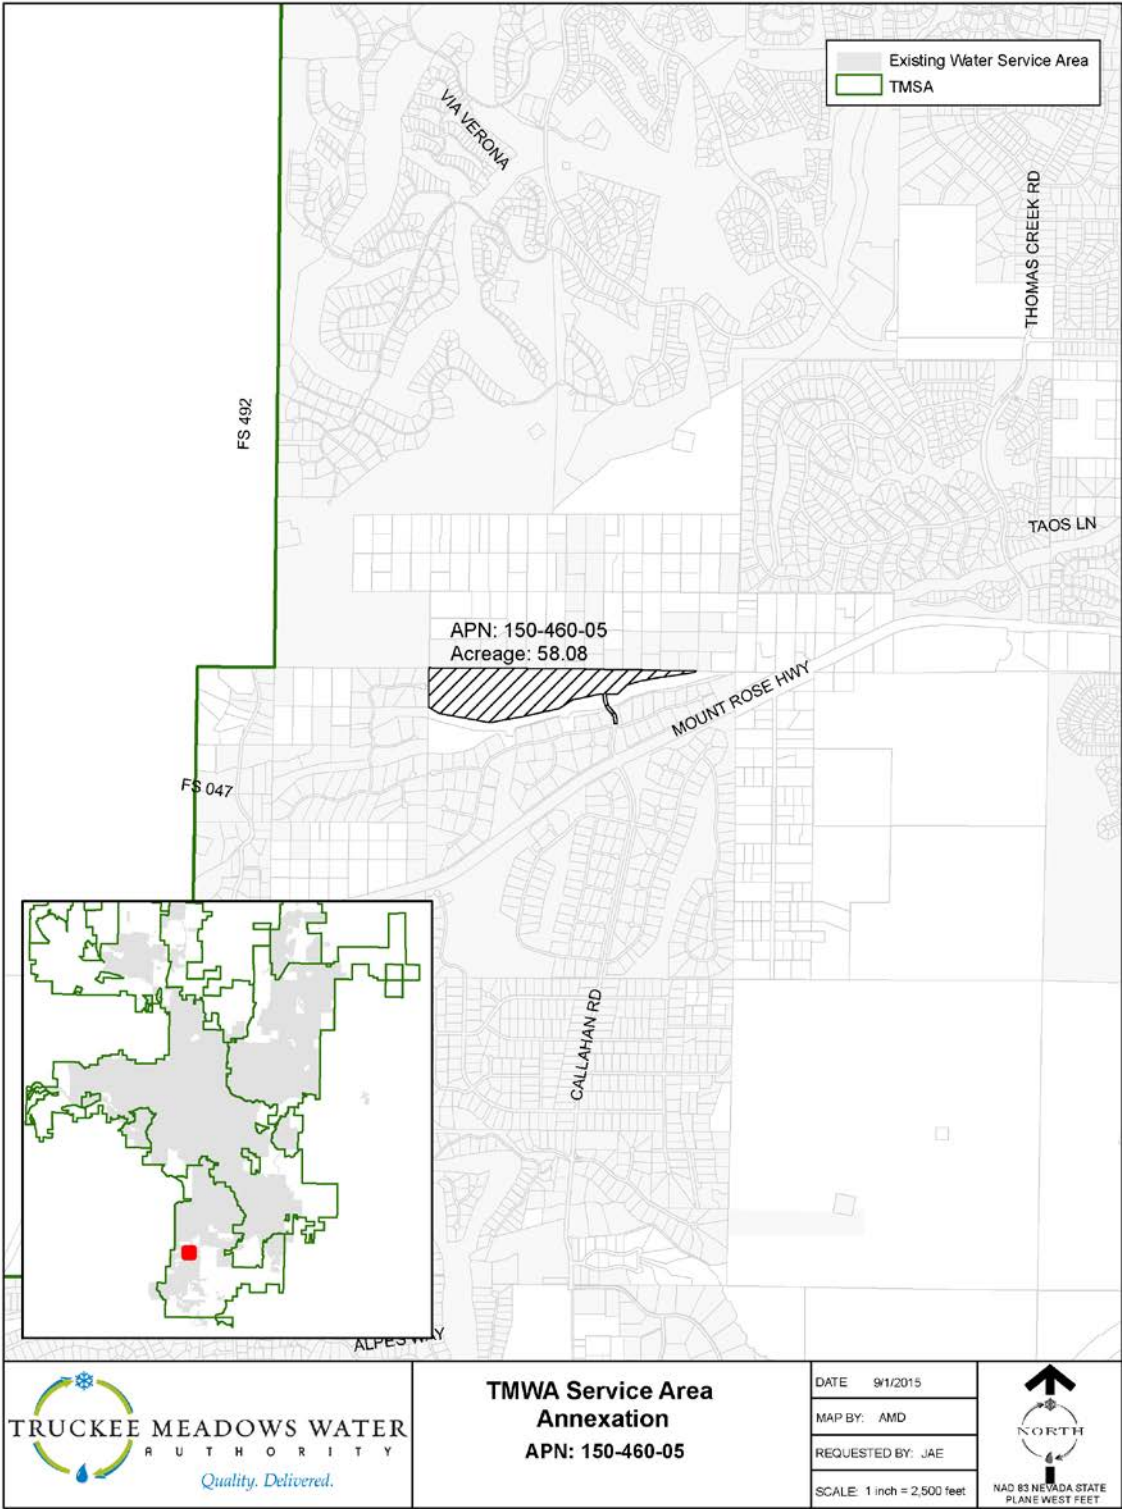 Existing Water Service Area
TMSA
VIA VERONA
THOMAS CREEK RD
FS 492
TAOS LN
APN: 150-460-05
Acreage: 58.08
MOUNT ROSE HWY
FS 047
CALLAHAN RD
ALPES WAY
TRUCKEE MEADOWS WATER
AUTHORITY
Quality. Delivered.
TMWA Service Area
Annexation
APN: 150-460-05
DATE 9/1/2015
MAP BY: AMD
REQUESTED BY: JAE
SCALE: 1 inch = 2,500 feet
NORTH
NAD 83 NEVADA STATE
PLANE WEST FEET